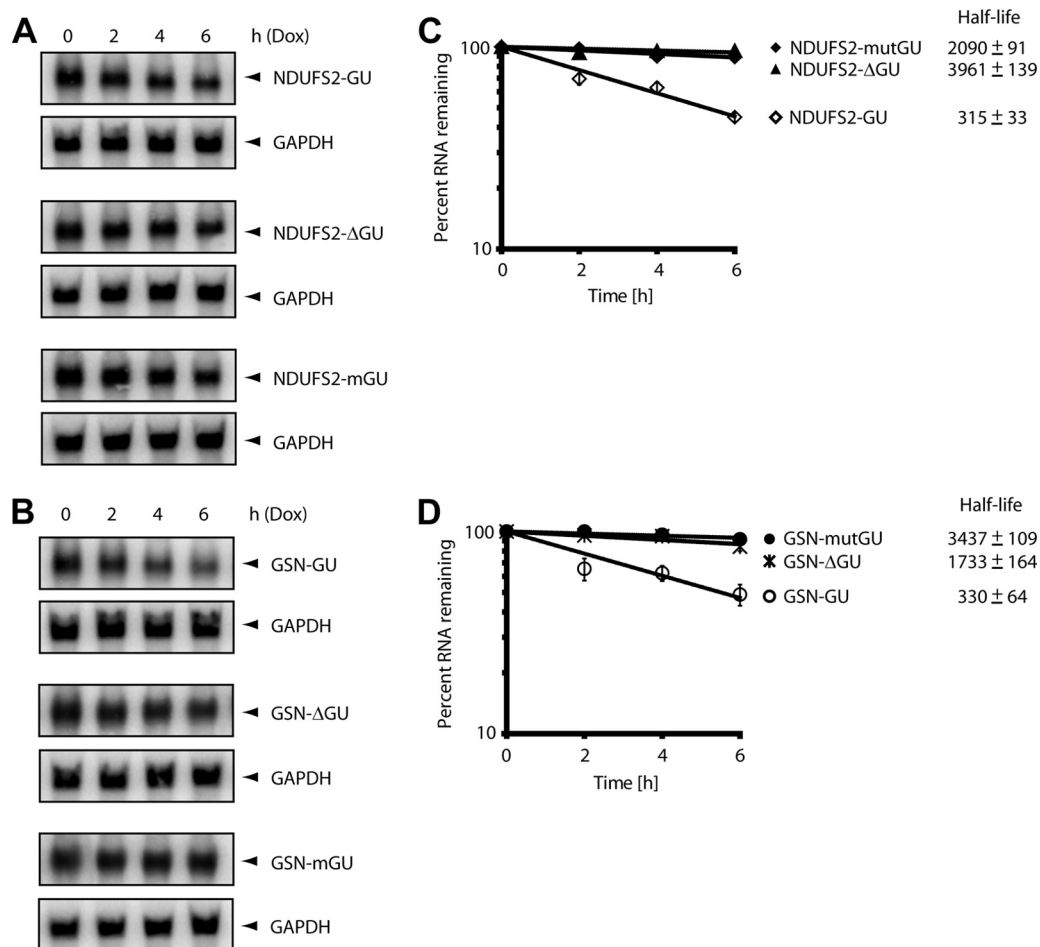 A
0 2 4 6 h (Dox)
NDUFS2-GU
GAPDH
NDUFS2-ΔGU
GAPDH
NDUFS2-mGU
GAPDH
B
0 2 4 6 h (Dox)
GSN-GU
GAPDH
GSN-ΔGU
GAPDH
GSN-mGU
GAPDH
C
Half-life
100
NDUFS2-mutGU 2090 ± 91
NDUFS2-ΔGU 3961 ± 139
NDUFS2-GU 315 ± 33
Percent RNA remaining
10
0 2 4 6
Time [h]
D
Half-life
100
GSN-mutGU 3437 ± 109
GSN-ΔGU 1733 ± 164
GSN-GU 330 ± 64
Percent RNA remaining
10
0 2 4 6
Time [h]